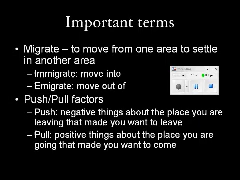 Important terms
• Migrate – to move from one area to settle
in another area
– Immigrate: move into
– Emigrate: move out of
• Push/Pull factors
– Push: negative things about the place you are
leaving that made you want to leave
– Pull: positive things about the place you are
going that made you want to come